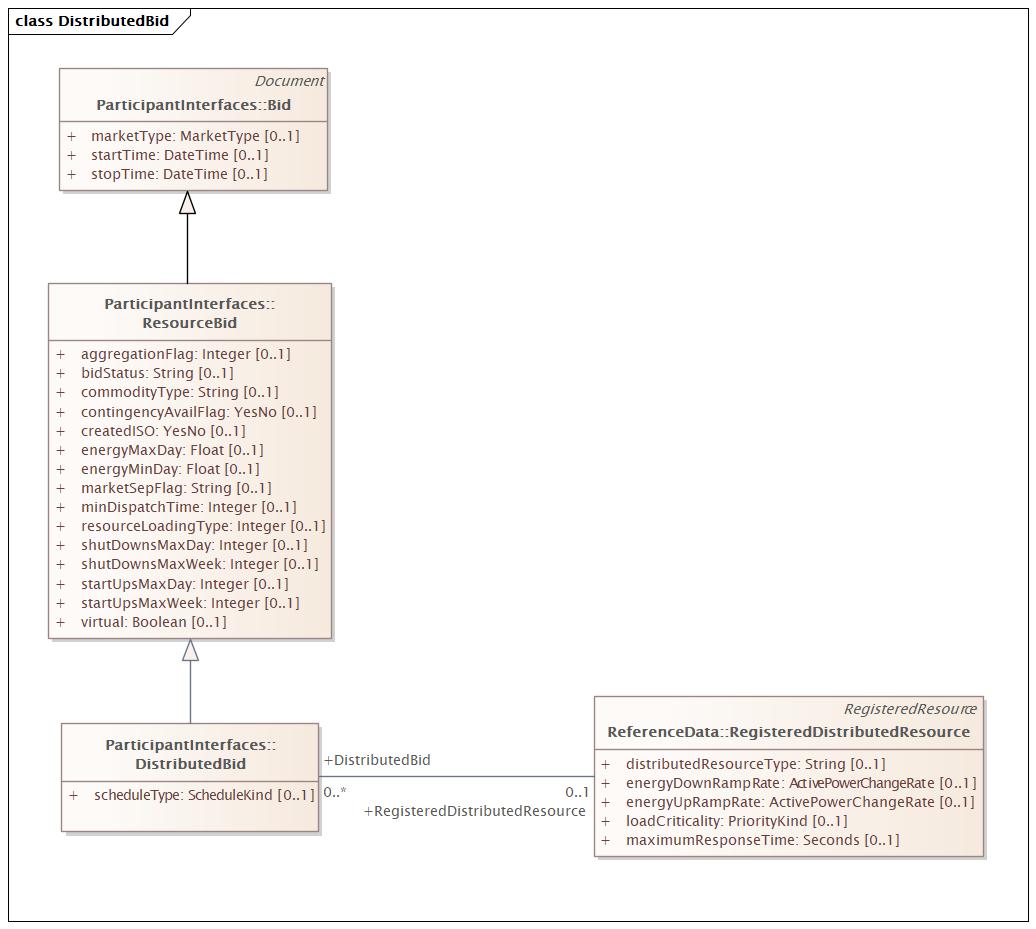 class DistributedBid
Document
ParticipantInterfaces::Bid
+ marketType: MarketType [0..1]
+ startTime: DateTime [0..1]
+ stopTime: DateTime [0..1]
ParticipantInterfaces::
ResourceBid
+ aggregationFlag: Integer [0..1]
+ bidStatus: String [0..1]
+ commodityType: String [0..1]
+ contingencyAvailFlag: YesNo [0..1]
+ createdISO: YesNo [0..1]
+ energyMaxDay: Float [0..1]
+ energyMinDay: Float [0..1]
+ marketSepFlag: String [0..1]
+ minDispatchTime: Integer [0..1]
+ resourceLoadingType: Integer [0..1]
+ shutDownsMaxDay: Integer [0..1]
+ shutDownsMaxWeek: Integer [0..1]
+ startUpsMaxDay: Integer [0..1]
+ startUpsMaxWeek: Integer [0..1]
+ virtual: Boolean [0..1]
ParticipantInterfaces::
DistributedBid
+ scheduleType: ScheduleKind [0..1]
+DistributedBid
0..*
0..1
+RegisteredDistributedResource
RegisteredResource
ReferenceData::RegisteredDistributedResource
+ distributedResourceType: String [0..1]
+ energyDownRampRate: ActivePowerChangeRate [0..1]
+ energyUpRampRate: ActivePowerChangeRate [0..1]
+ loadCriticality: PriorityKind [0..1]
+ maximumResponseTime: Seconds [0..1]